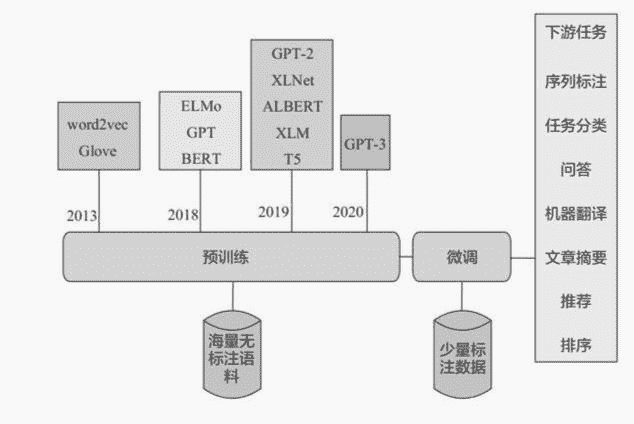 word2vec
Glove
ELMo
GPT
BERT
GPT-2
XLNet
ALBERT
XLM
T5
GPT-3
2013
2018
2019
2020
预训练
微调
海量无
标注语
料
少量标
注数据
下游任务
序列标注
任务分类
问答
机器翻译
文章摘要
推荐
排序